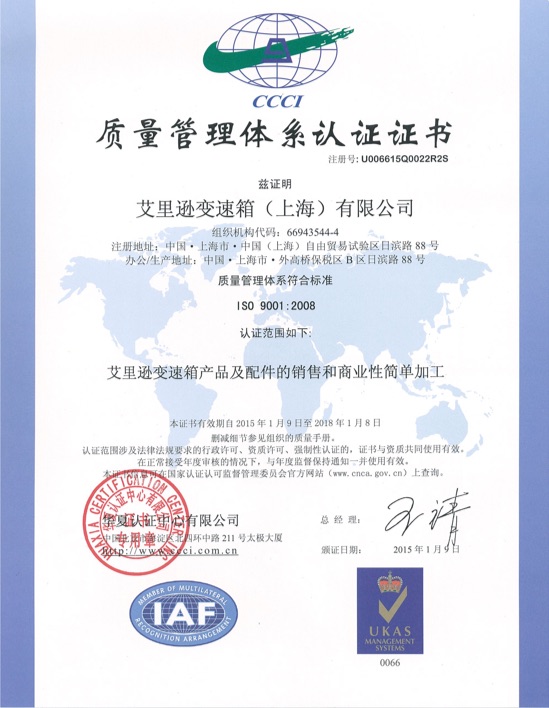 CCCI
质量管理体系认证证书
注册号: U006615Q0022R2S
兹证明
艾里逊变速箱（上海）有限公司
组织机构代码：66943544-4
注册地址：中国·上海市·中国（上海）自由贸易试验区日滨路 88 号
办公/生产地址：中国·上海市·外高桥保税区 B 区日滨路 88 号
质量管理体系符合标准
ISO 9001:2008
认证范围如下:
艾里逊变速箱产品及配件的销售和商业性简单加工
本证书有效期自 2015 年 1 月 9 日至 2018 年 1 月 8 日
删减细节参见组织的质量手册。
认证范围涉及法律法规要求的行政许可、资质许可、强制性认证的，证书与资质共同使用有效。
在正常接受年度审核的情况下，与年度监督保持通知一并使用有效。
本证书信息可在国家认证认可监督管理委员会官方网站（www.cnca.gov.cn）上查询。
HUAXIA CERTIFICATION CENTER INC.
华夏认证中心有限公司
证书
专用章
华夏认证中心有限公司
中国北京市海淀区北四环中路 211 号太极大厦
http://www.ccci.com.cn
总 经 理：
颁证日期：
2015 年 1 月 9 日
MEMBER OF MULTILATERAL
IAF
RECOGNITION ARRANGEMENT
UKAS
MANAGEMENT
SYSTEMS
0066